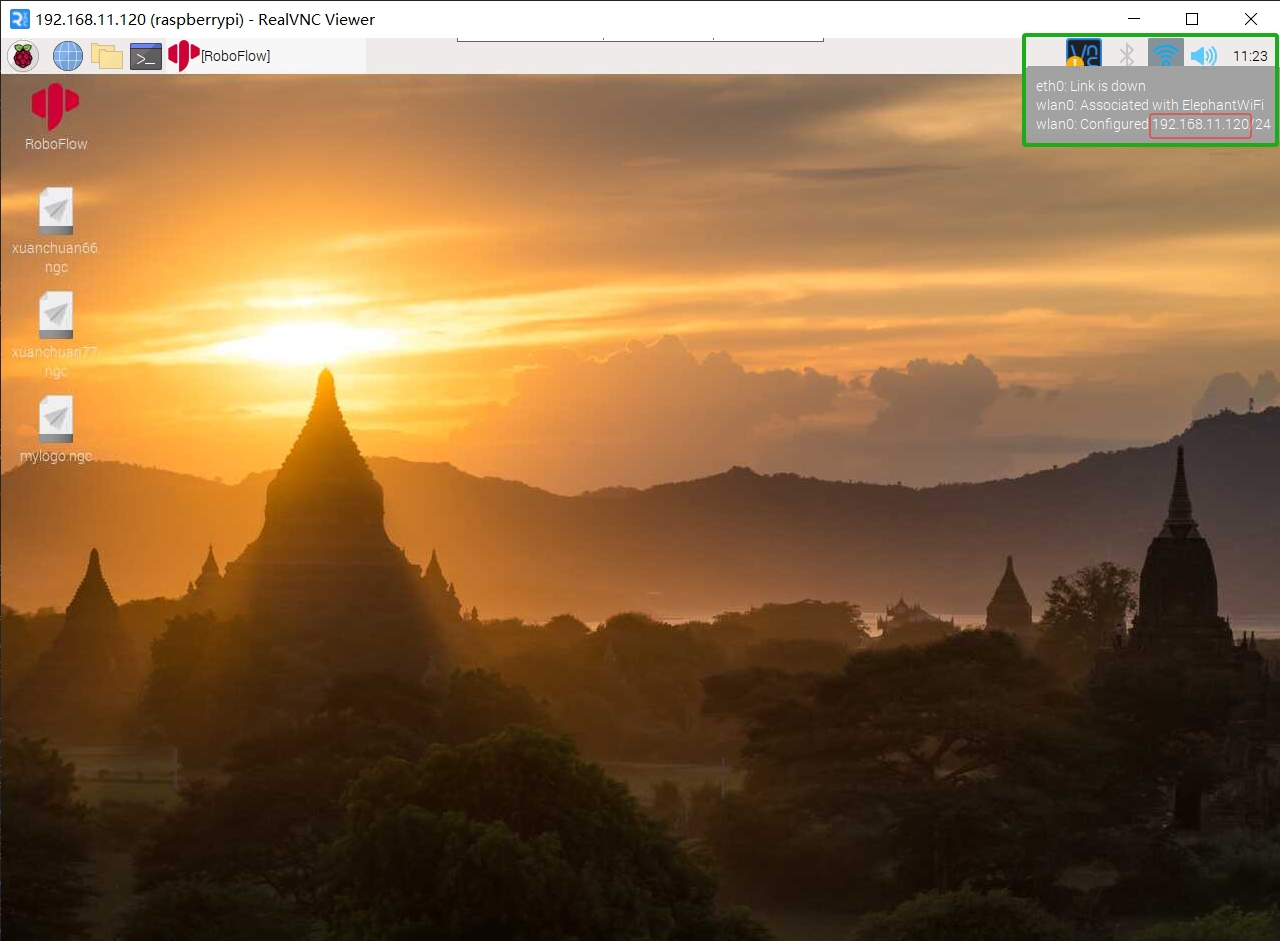 192.168.11.120 (raspberrypi) - RealVNC Viewer
[RoboFlow]
11:23
eth0: Link is down
wlan0: Associated with ElephantWiFi
wlan0: Configured 192.168.11.120/24
RoboFlow
xuanchuan66.
ngc
xuanchuan77.
ngc
mylogo.ngc